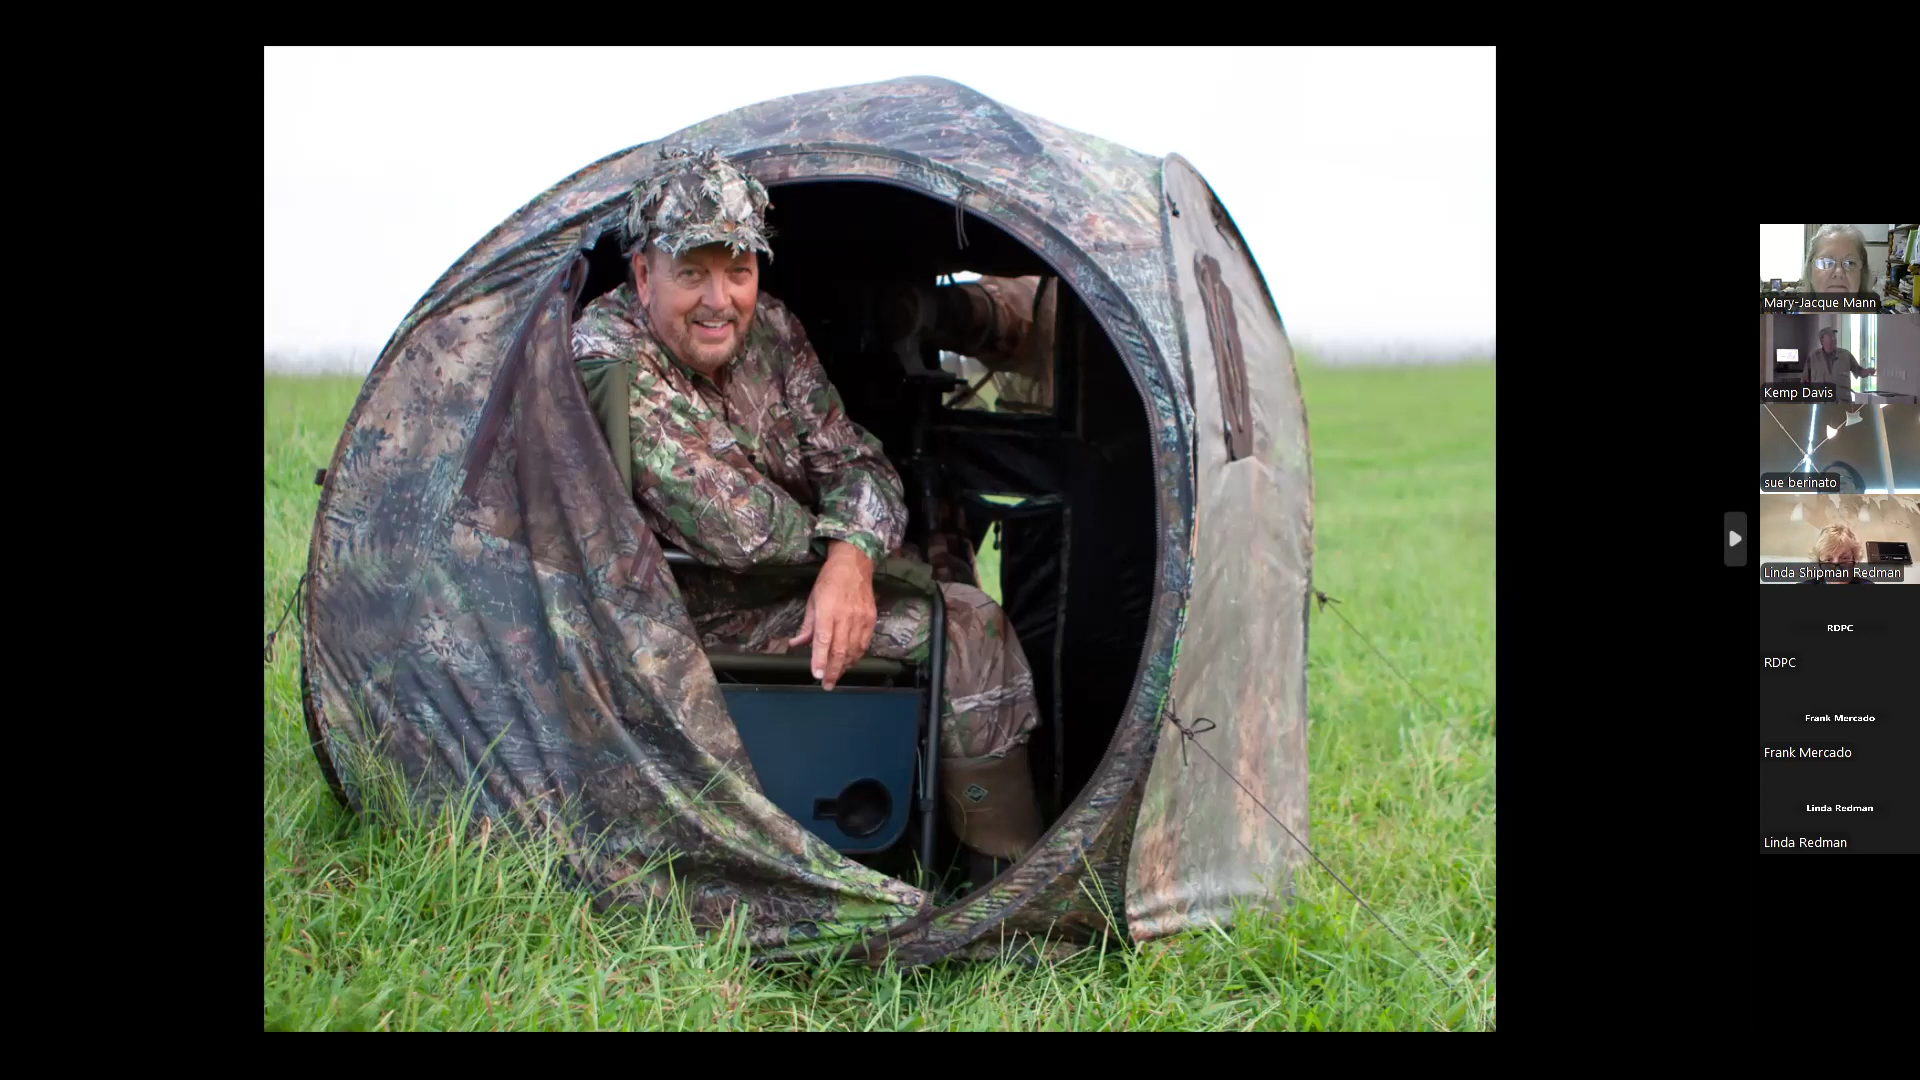 Mary-Jacque Mann
Kemp Davis
sue berinato
Linda Shipman Redman
RDPC
RDPC
Frank Mercado
Frank Mercado
Linda Redman
Linda Redman